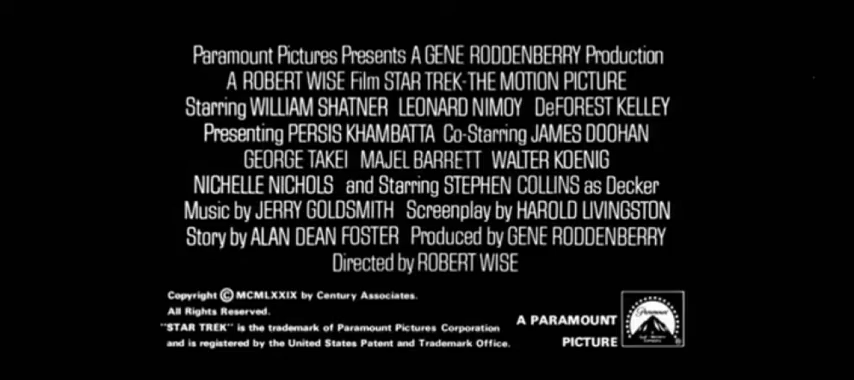 Paramount Pictures Presents A GENE RODDENBERRY Production
A ROBERT WISE Film STAR TREK-THE MOTION PICTURE
Starring WILLIAM SHATNER LEONARD NIMOY DeFOREST KELLEY
Presenting PERSIS KHAMBATTA Co-Starring JAMES DOOHAN
GEORGE TAKEI MAJEL BARRETT WALTER KOENIG
NICHELLE NICHOLS and Starring STEPHEN COLLINS as Decker
Music by JERRY GOLDSMITH Screenplay by HAROLD LIVINGSTON
Story by ALAN DEAN FOSTER Produced by GENE RODDENBERRY
Directed by ROBERT WISE
Copyright © MCMLXXIX by Century Associates.
All Rights Reserved.
"STAR TREK" is the trademark of Paramount Pictures Corporation
and is registered by the United States Patent and Trademark Office.
A PARAMOUNT
PICTURE
Paramount